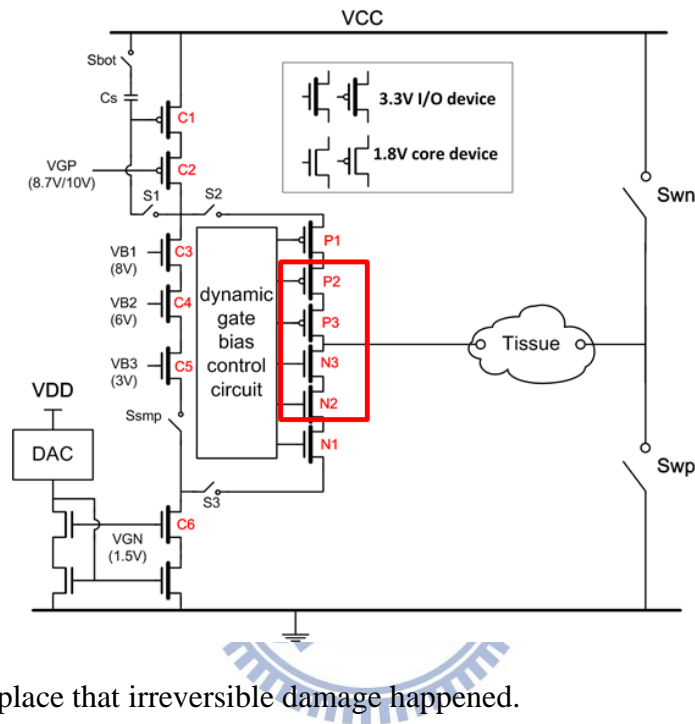 VCC
Sbot
Cs
C1
3.3V I/O device
1.8V core device
VGP
(8.7V/10V)
C2
S1
S2
Swn
P1
VB1
(8V)
C3
P2
VB2
(6V)
C4
dynamic
gate
bias
control
circuit
P3
Tissue
VB3
(3V)
C5
N3
VDD
N2
Ssmp
N1
DAC
Swp
S3
C6
VGN
(1.5V)
place that irreversible damage happened.